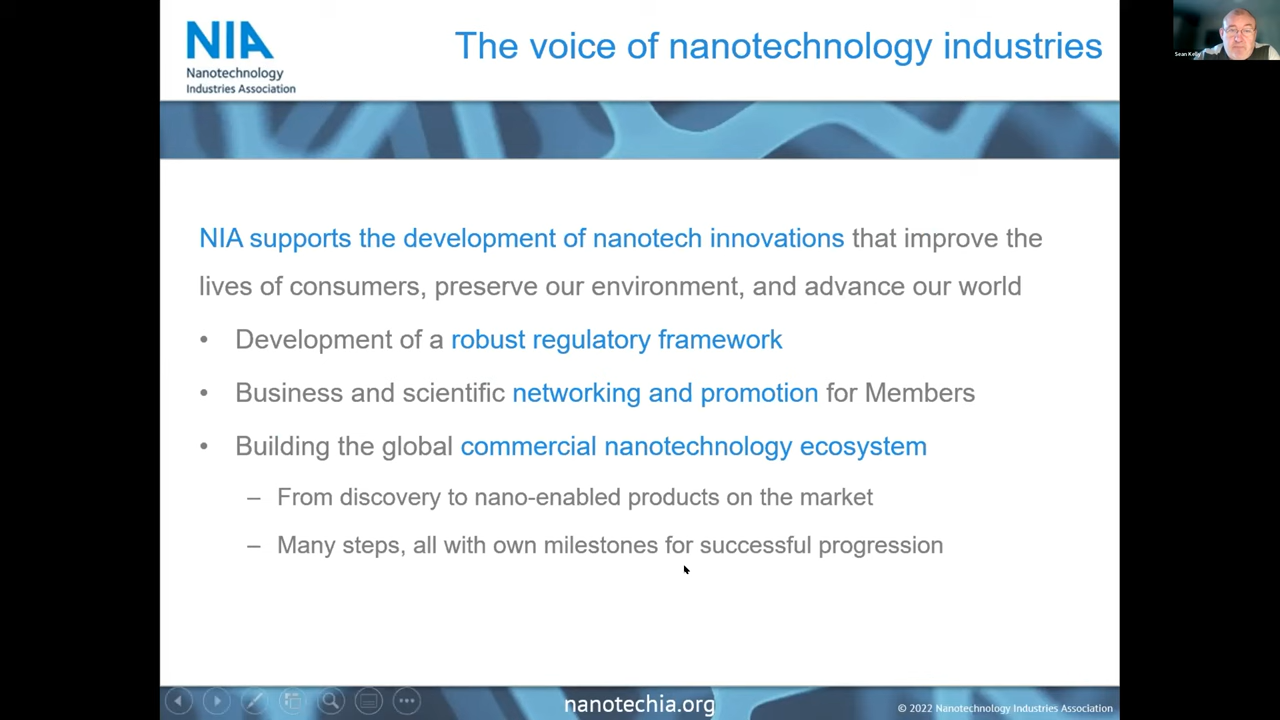 NIA
Nanotechnology
Industries Association
The voice of nanotechnology industries
Sean Kelly
NIA supports the development of nanotech innovations that improve the
lives of consumers, preserve our environment, and advance our world
• Development of a robust regulatory framework
• Business and scientific networking and promotion for Members
• Building the global commercial nanotechnology ecosystem
– From discovery to nano-enabled products on the market
– Many steps, all with own milestones for successful progression
nanotechia.org
© 2022 Nanotechnology Industries Association